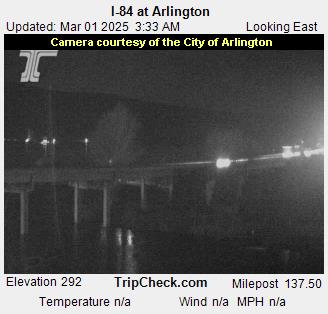 I-84 at Arlington
Updated: Mar 01 2025 3:33 AM Looking East
Camera courtesy of the City of Arlington
Elevation 292 TripCheck.com Milepost 137.50
Temperature n/a Wind n/a MPH n/a